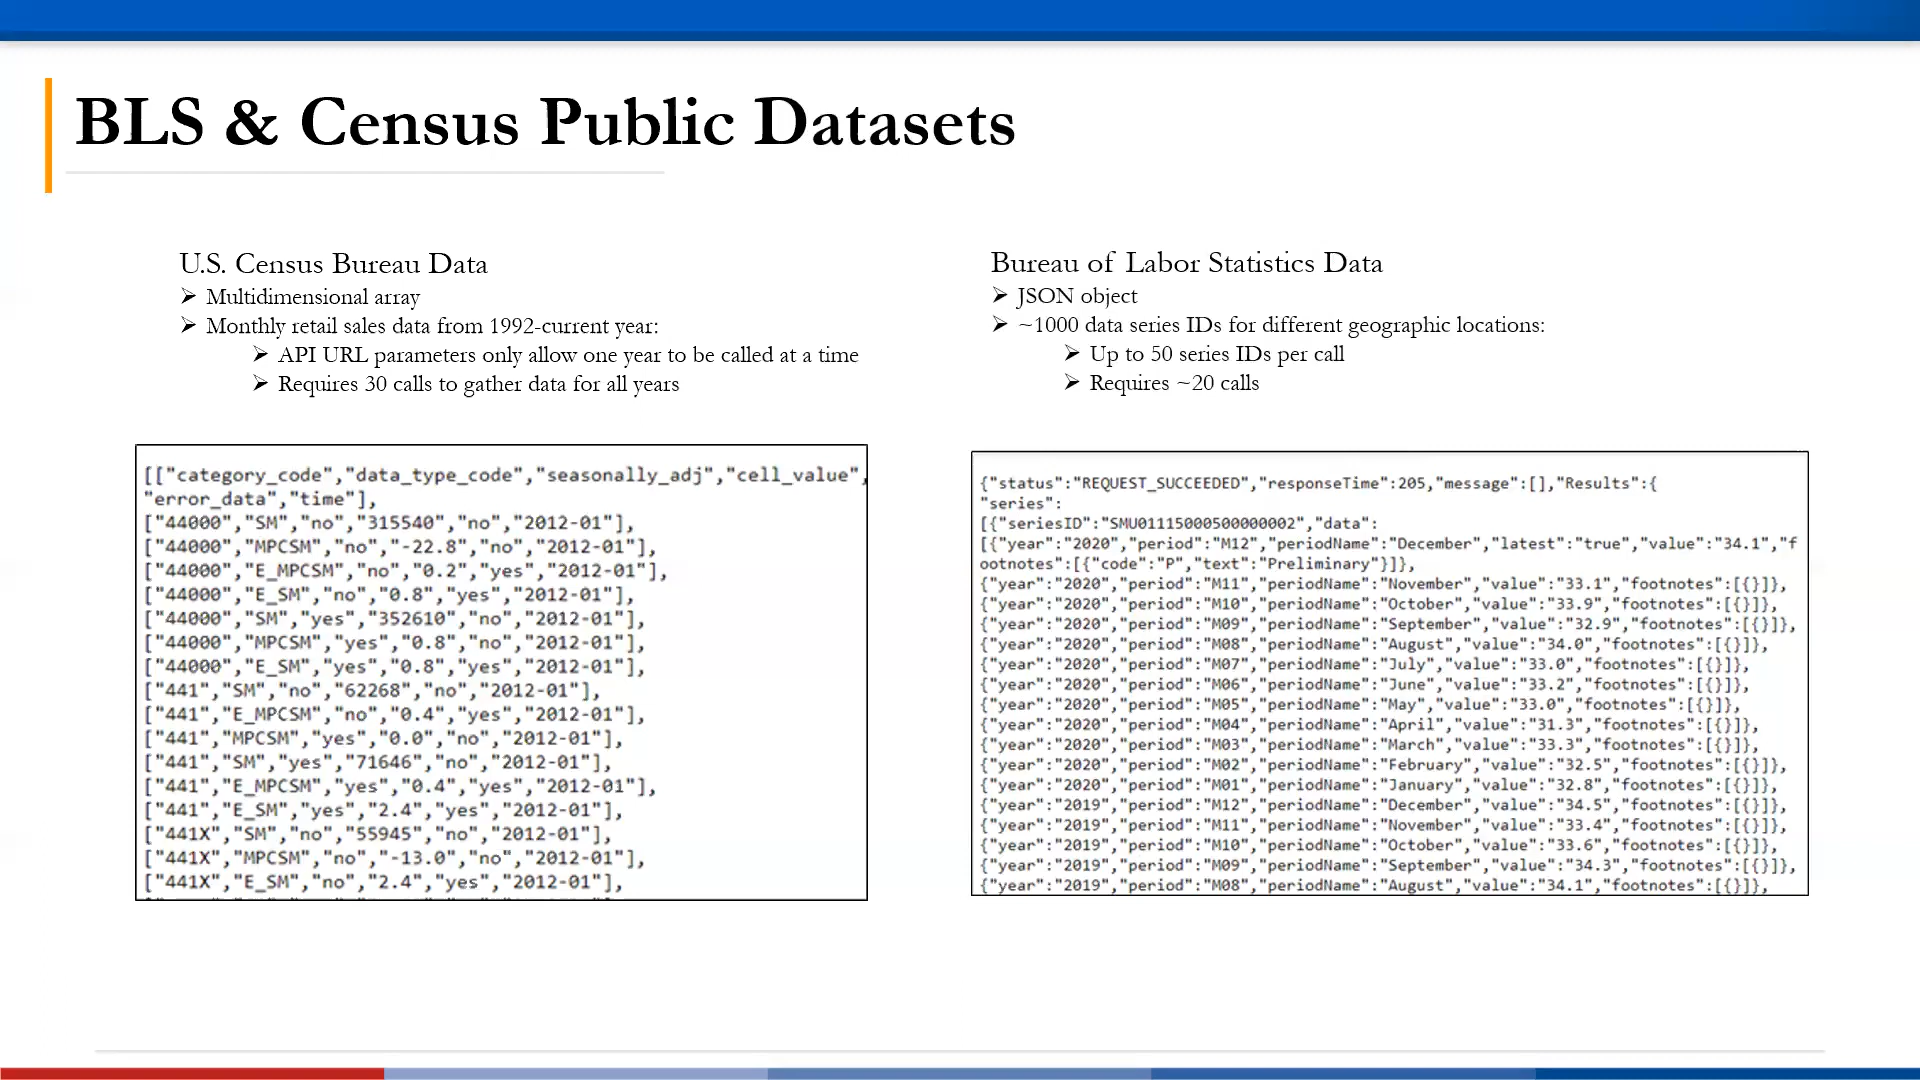 BLS & Census Public Datasets
U.S. Census Bureau Data
➢ Multidimensional array
➢ Monthly retail sales data from 1992-current year:
➢ API URL parameters only allow one year to be called at a time
➢ Requires 30 calls to gather data for all years
[["category_code","data_type_code","seasonally_adj","cell_value",
"error_data","time"],
["44000","SM","no","315540","no","2012-01"],
["44000","MPCSM","no","-22.8","no","2012-01"],
["44000","E_MPCSM","no","0.2","yes","2012-01"],
["44000","E_SM","no","0.8","yes","2012-01"],
["44000","SM","yes","352610","no","2012-01"],
["44000","MPCSM","yes","0.8","no","2012-01"],
["44000","E_SM","yes","0.8","yes","2012-01"],
["441","SM","no","62268","no","2012-01"],
["441","E_MPCSM","no","0.4","yes","2012-01"],
["441","MPCSM","yes","0.0","no","2012-01"],
["441","SM","yes","71646","no","2012-01"],
["441","E_MPCSM","yes","0.4","yes","2012-01"],
["441","E_SM","yes","2.4","yes","2012-01"],
["441X","SM","no","55945","no","2012-01"],
["441X","MPCSM","no","-13.0","no","2012-01"],
["441X","E_SM","no","2.4","yes","2012-01"],
Bureau of Labor Statistics Data
➢ JSON object
➢ ~1000 data series IDs for different geographic locations:
➢ Up to 50 series IDs per call
➢ Requires ~20 calls
{"status":"REQUEST_SUCCEEDED","responseTime":205,"message":[],"Results":{
"series":
[{"seriesID":"SMU01115000500000002","data":
[{"year":"2020","period":"M12","periodName":"December","latest":"true","value":"34.1","f
ootnotes":[{"code":"P","text":"Preliminary"}]},
{"year":"2020","period":"M11","periodName":"November","value":"33.1","footnotes":[{}]},
{"year":"2020","period":"M10","periodName":"October","value":"33.9","footnotes":[{}]},
{"year":"2020","period":"M09","periodName":"September","value":"32.9","footnotes":[{}]},
{"year":"2020","period":"M08","periodName":"August","value":"34.0","footnotes":[{}]},
{"year":"2020","period":"M07","periodName":"July","value":"33.0","footnotes":[{}]},
{"year":"2020","period":"M06","periodName":"June","value":"33.2","footnotes":[{}]},
{"year":"2020","period":"M05","periodName":"May","value":"33.0","footnotes":[{}]},
{"year":"2020","period":"M04","periodName":"April","value":"31.3","footnotes":[{}]},
{"year":"2020","period":"M03","periodName":"March","value":"33.3","footnotes":[{}]},
{"year":"2020","period":"M02","periodName":"February","value":"32.5","footnotes":[{}]},
{"year":"2020","period":"M01","periodName":"January","value":"32.8","footnotes":[{}]},
{"year":"2019","period":"M12","periodName":"December","value":"34.5","footnotes":[{}]},
{"year":"2019","period":"M11","periodName":"November","value":"33.4","footnotes":[{}]},
{"year":"2019","period":"M10","periodName":"October","value":"33.6","footnotes":[{}]},
{"year":"2019","period":"M09","periodName":"September","value":"34.3","footnotes":[{}]},
{"year":"2019","period":"M08","periodName":"August","value":"34.1","footnotes":[{}]},